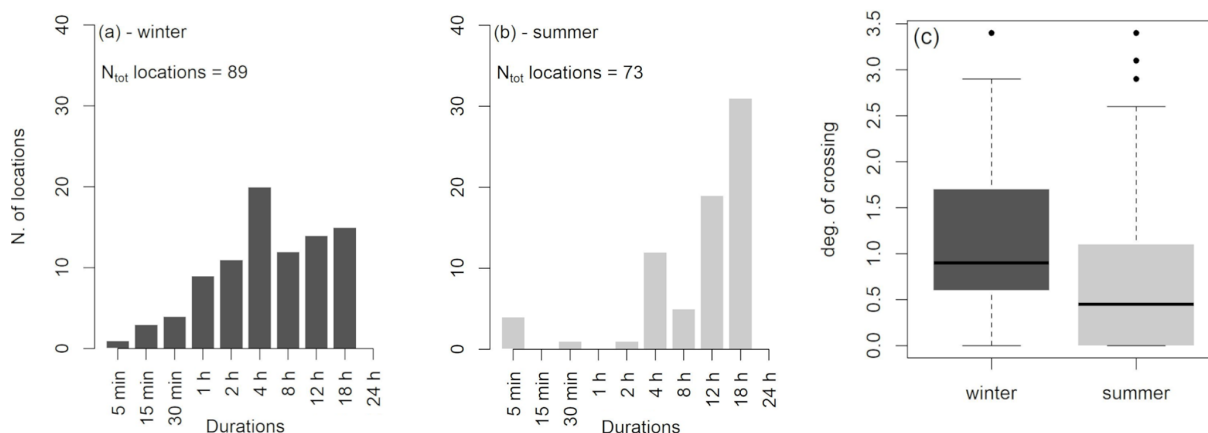 (a) - winter
N_tot locations = 89
N. of locations
40
30
20
10
0
5 min
15 min
30 min
1 h
2 h
4 h
8 h
12 h
18 h
24 h
Durations
(b) - summer
N_tot locations = 73
40
30
20
10
0
5 min
15 min
30 min
1 h
2 h
4 h
8 h
12 h
18 h
24 h
Durations
(c)
deg. of crossing
3.5
3.0
2.5
2.0
1.5
1.0
0.5
0.0
winter
summer